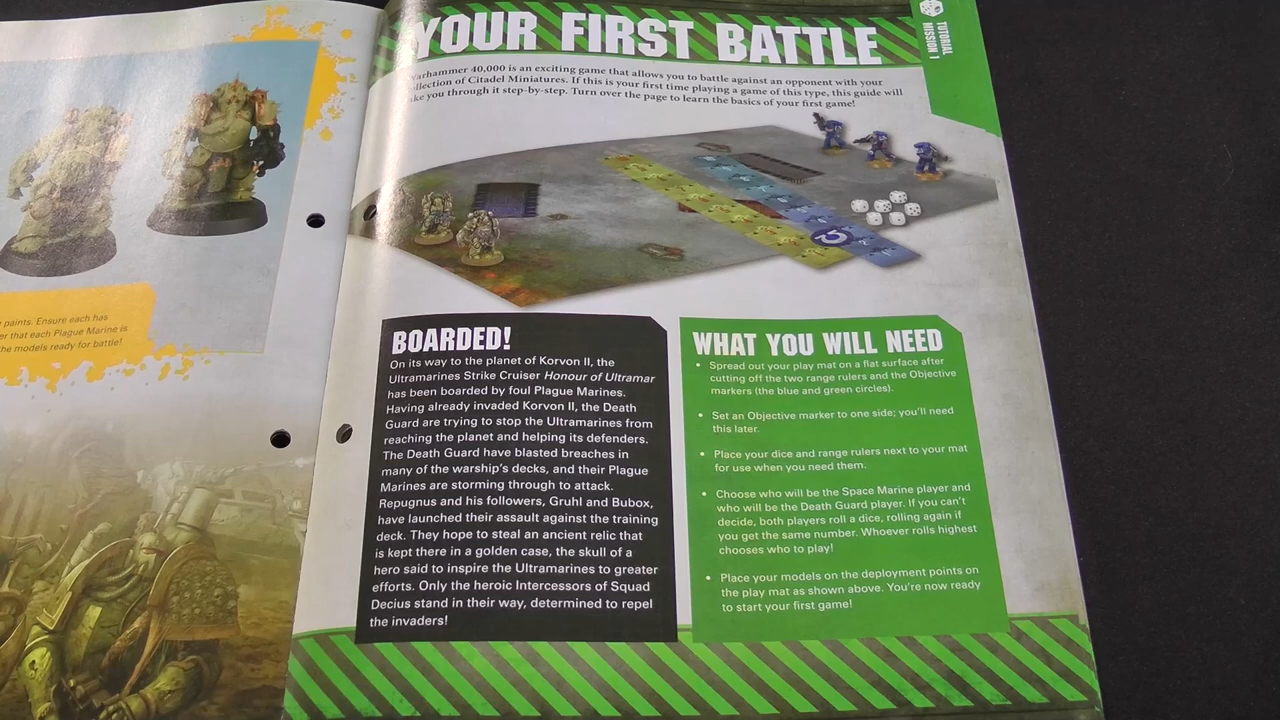 paints. Ensure each has
that each Plague Marine is
the models ready for battle!
YOUR FIRST BATTLE
TUTORIAL
MISSION 1
40,000 is an exciting game that allows you to battle against an opponent with your
of Citadel Miniatures. If this is your first time playing a game of this type, this guide will
you through it step-by-step. Turn over the page to learn the basics of your first game!
BOARDED!
On its way to the planet of Korvon II, the
Ultramarines Strike Cruiser Honour of Ultramar
has been boarded by foul Plague Marines.
Having already invaded Korvon II, the Death
Guard are trying to stop the Ultramarines from
reaching the planet and helping its defenders.
The Death Guard have blasted breaches in
many of the warship's decks, and their Plague
Marines are storming through to attack.
Repugnus and his followers, Gruhl and Bubox,
have launched their assault against the training
deck. They hope to steal an ancient relic that
is kept there in a golden case, the skull of a
hero said to inspire the Ultramarines to greater
efforts. Only the heroic Intercessors of Squad
Decius stand in their way, determined to repel
the invaders!
WHAT YOU WILL NEED
• Spread out your play mat on a flat surface after
cutting off the two range rulers and the Objective
markers (the blue and green circles).
• Set an Objective marker to one side; you'll need
this later.
• Place your dice and range rulers next to your mat
for use when you need them.
• Choose who will be the Space Marine player and
who will be the Death Guard player. If you can't
decide, both players roll a dice, rolling again if
you get the same number. Whoever rolls highest
chooses who to play!
• Place your models on the deployment points on
the play mat as shown above. You're now ready
to start your first game!